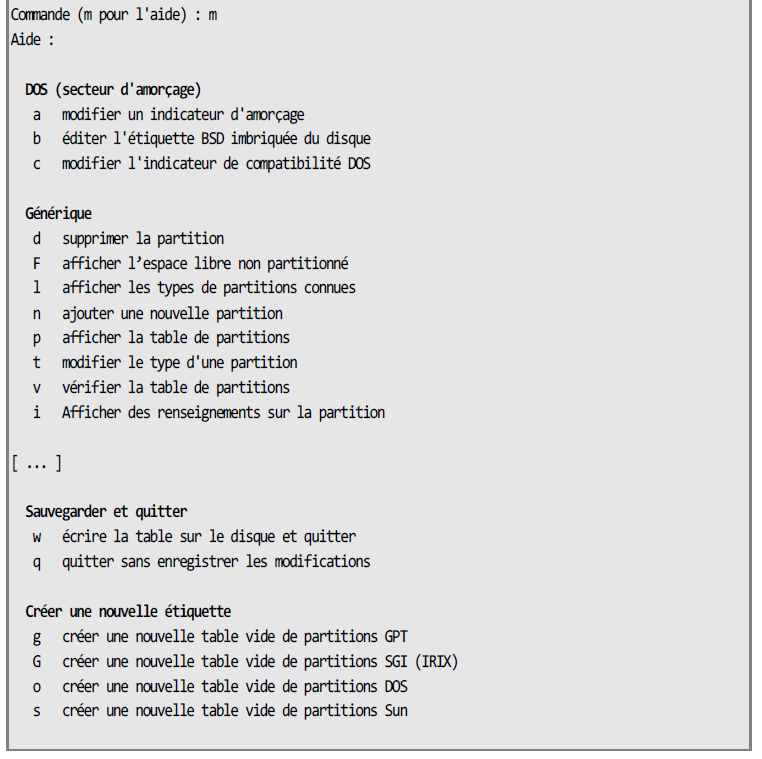 Commande (m pour l'aide) : m
Aide :
DOS (secteur d'amorçage)
a modifier un indicateur d'amorçage
b éditer l'étiquette BSD imbriquée du disque
c modifier l'indicateur de compatibilité DOS
Générique
d supprimer la partition
F afficher l’espace libre non partitionné
l afficher les types de partitions connues
n ajouter une nouvelle partition
p afficher la table de partitions
t modifier le type d'une partition
v vérifier la table de partitions
i Afficher des renseignements sur la partition
[ ... ]
Sauvegarder et quitter
w écrire la table sur le disque et quitter
q quitter sans enregistrer les modifications
Créer une nouvelle étiquette
g créer une nouvelle table vide de partitions GPT
G créer une nouvelle table vide de partitions SGI (IRIX)
o créer une nouvelle table vide de partitions DOS
s créer une nouvelle table vide de partitions Sun